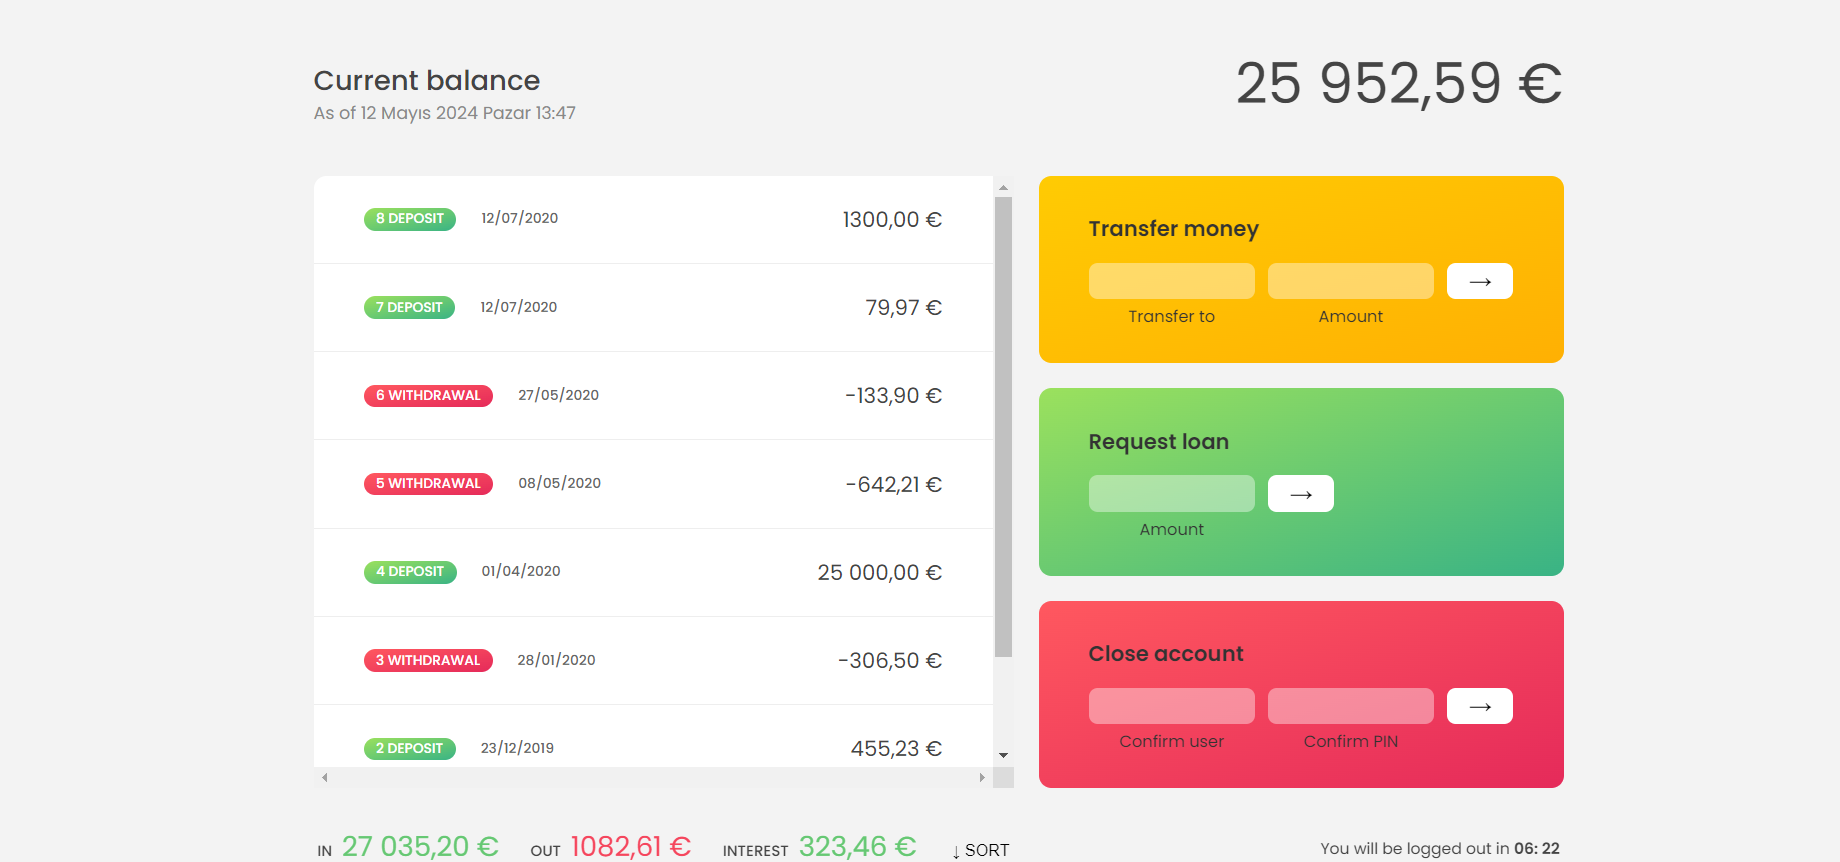 Current balance
As of 12 Mayıs 2024 Pazar 13:47
25 952,59 €
8 DEPOSIT 12/07/2020 1300,00 €
7 DEPOSIT 12/07/2020 79,97 €
6 WITHDRAWAL 27/05/2020 -133,90 €
5 WITHDRAWAL 08/05/2020 -642,21 €
4 DEPOSIT 01/04/2020 25 000,00 €
3 WITHDRAWAL 28/01/2020 -306,50 €
2 DEPOSIT 23/12/2019 455,23 €
Transfer money
→
Transfer to Amount
Request loan
→
Amount
Close account
→
Confirm user Confirm PIN
IN 27 035,20 € OUT 1082,61 € INTEREST 323,46 € ↓ SORT
You will be logged out in 06: 22